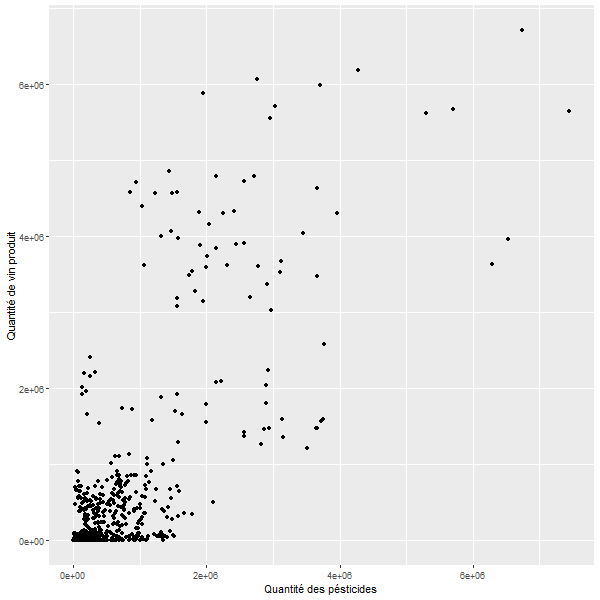 6e+06
4e+06
2e+06
0e+00
Quantité de vin produit
0e+00 2e+06 4e+06 6e+06
Quantité des pésticides